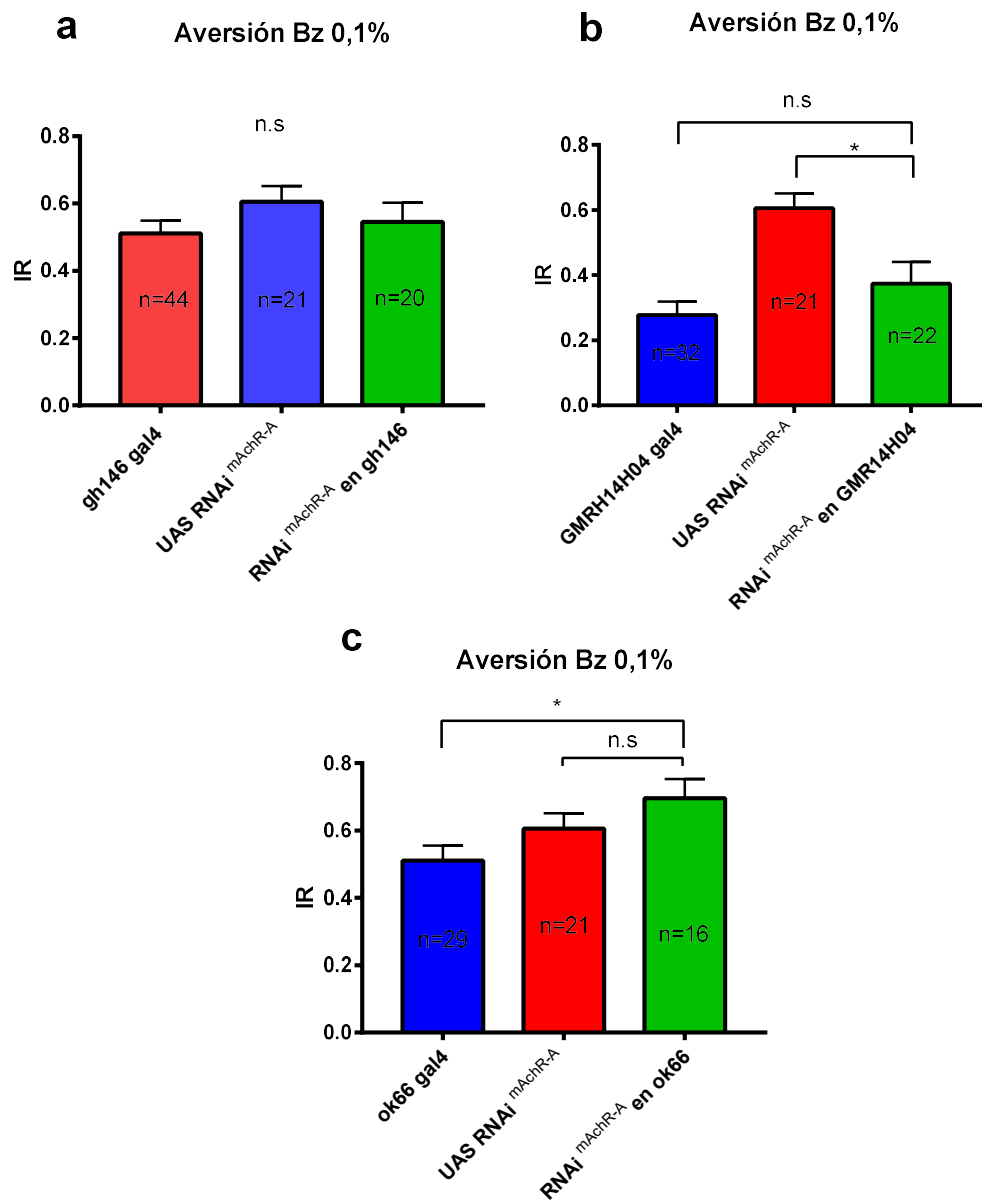 a
Aversión Bz 0,1%
n.s
0.8
0.6
0.4
0.2
0.0
IR
n=44
n=21
n=20
gh146 gal4
UAS RNAi mAchR-A
RNAi mAchR-A en gh146
b
Aversión Bz 0,1%
n.s
*
0.8
0.6
0.4
0.2
0.0
IR
n=32
n=21
n=22
GMRH14H04 gal4
UAS RNAi mAchR-A
RNAi mAchR-A en GMR14H04
c
Aversión Bz 0,1%
*
n.s
0.8
0.6
0.4
0.2
0.0
IR
n=29
n=21
n=16
ok66 gal4
UAS RNAi mAchR-A
RNAi mAchR-A en ok66